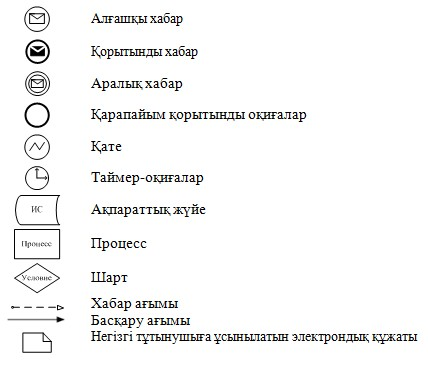 Алғашқы хабар
Қорытынды хабар
Аралық хабар
Қарапайым қорытынды оқиғалар
Қате
Таймер-оқиғалар
ИС Ақпараттық жүйе
Процесс Процесс
Условие Шарт
Хабар ағымы
Басқару ағымы
Негізгі тұтынушыға ұсынылатын электрондық құжаты